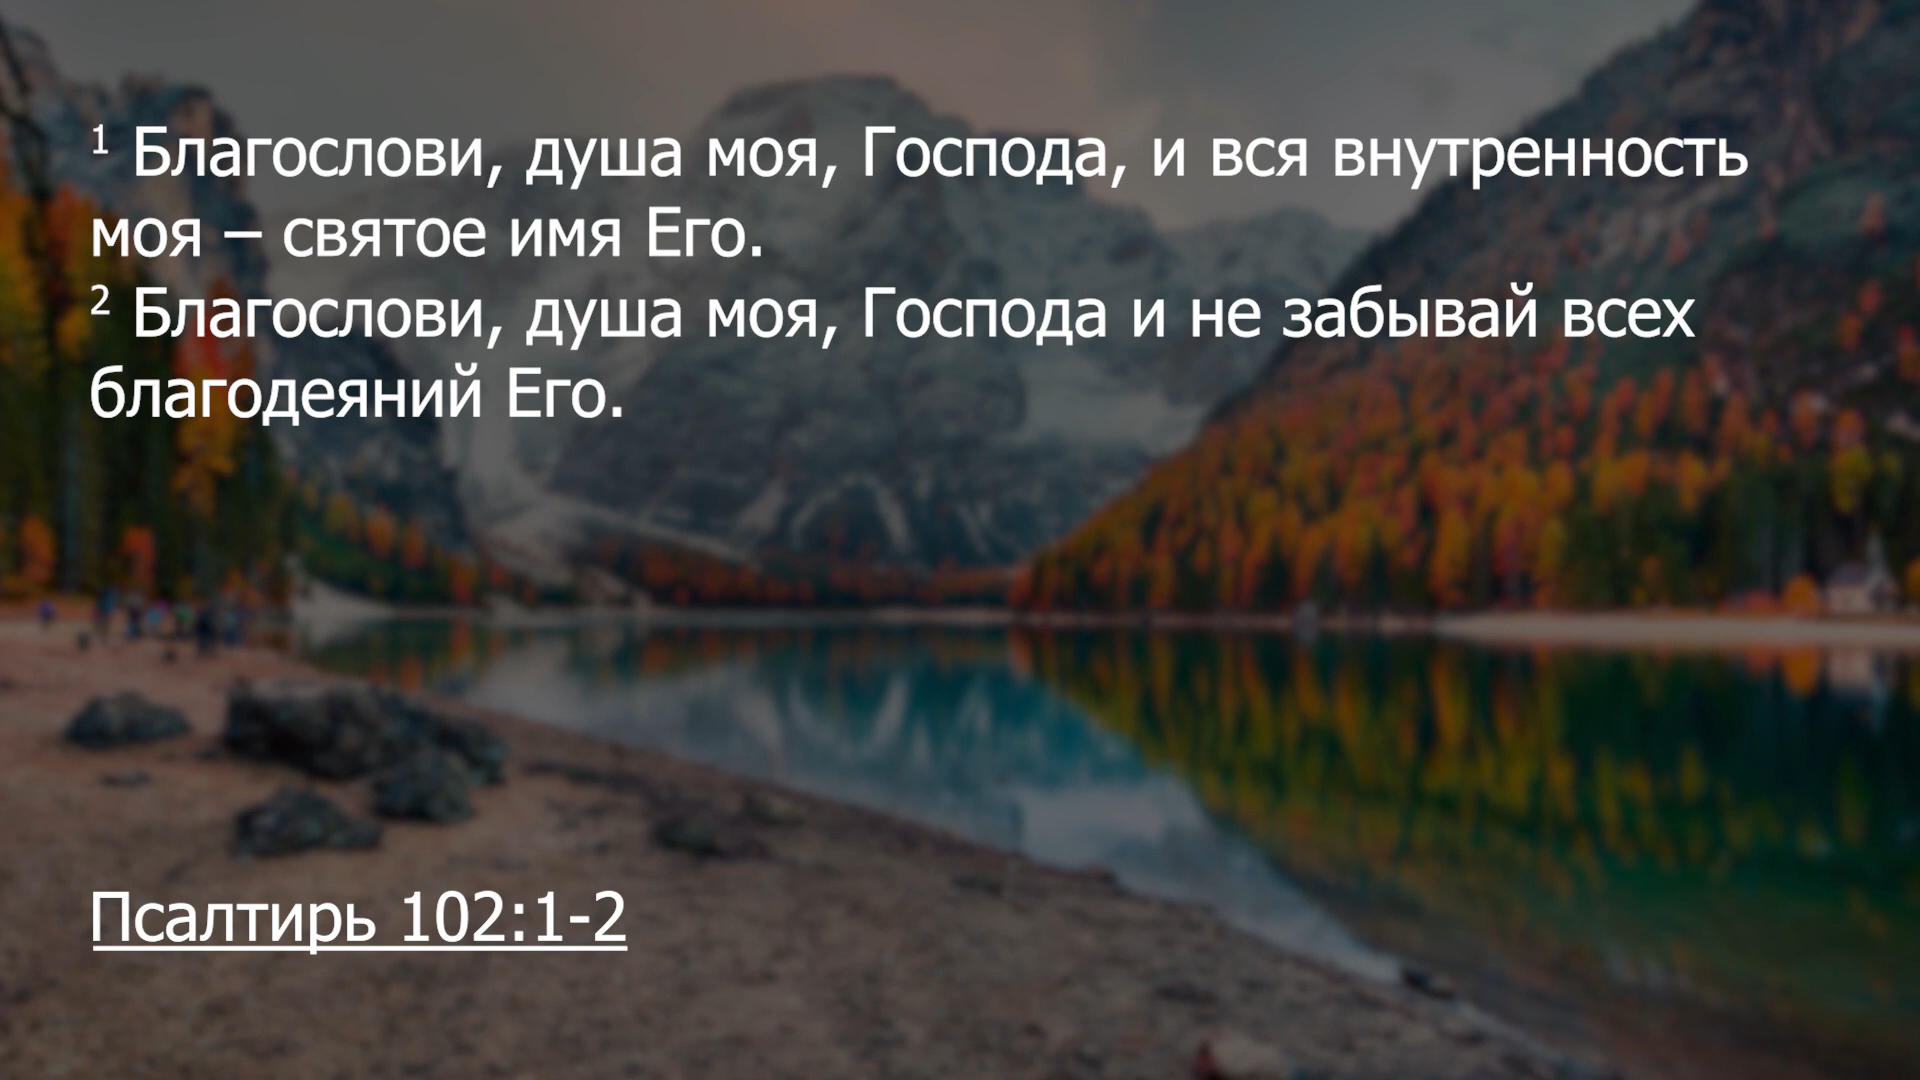 ¹ Благослови, душа моя, Господа, и вся внутренность
моя – святое имя Его.
² Благослови, душа моя, Господа и не забывай всех
благодеяний Его.
Псалтирь 102:1-2